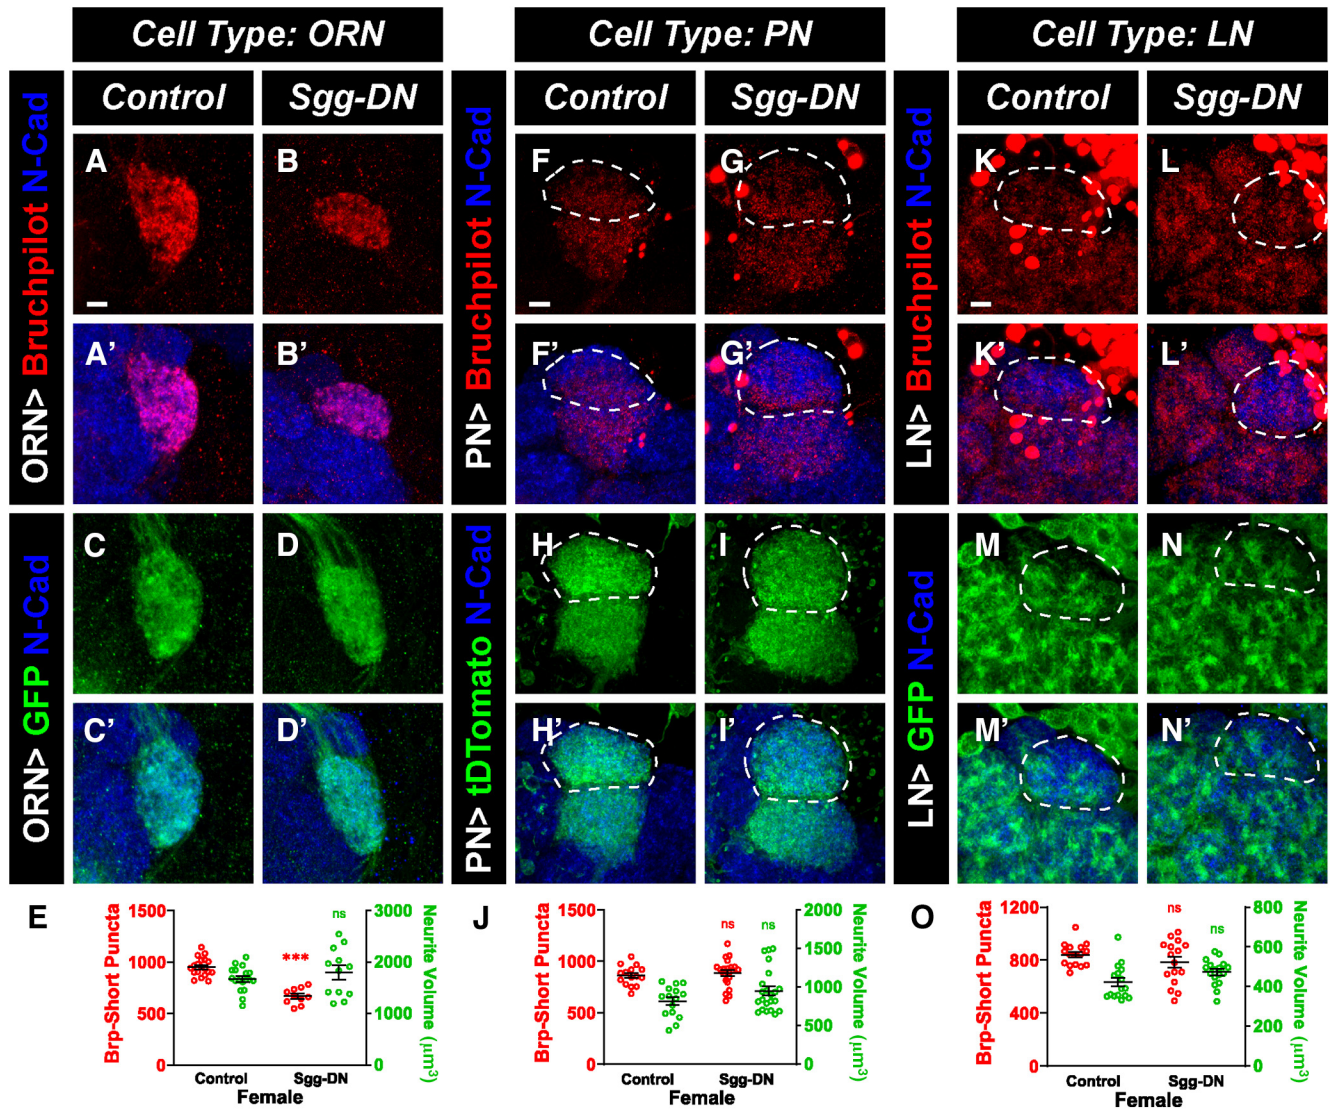 Cell Type: ORN
Cell Type: PN
Cell Type: LN
Control
Sgg-DN
Control
Sgg-DN
Control
Sgg-DN
ORN> Bruchpilot N-Cad
A
B
A'
B'
PN> Bruchpilot N-Cad
F
G
F'
G'
LN> Bruchpilot N-Cad
K
L
K'
L'
ORN> GFP N-Cad
C
D
C'
D'
PN> tDTomato N-Cad
H
I
H'
I'
LN> GFP N-Cad
M
N
M'
N'
E
Brp-Short Puncta
1500
1000
500
0
***
ns
3000
2000
1000
0
Neurite Volume (μm³)
Control
Sgg-DN
Female
J
Brp-Short Puncta
1500
1000
500
0
ns
ns
2000
1500
1000
500
0
Neurite Volume (μm³)
Control
Sgg-DN
Female
O
Brp-Short Puncta
1200
800
400
0
ns
ns
800
600
400
200
0
Neurite Volume (μm³)
Control
Sgg-DN
Female